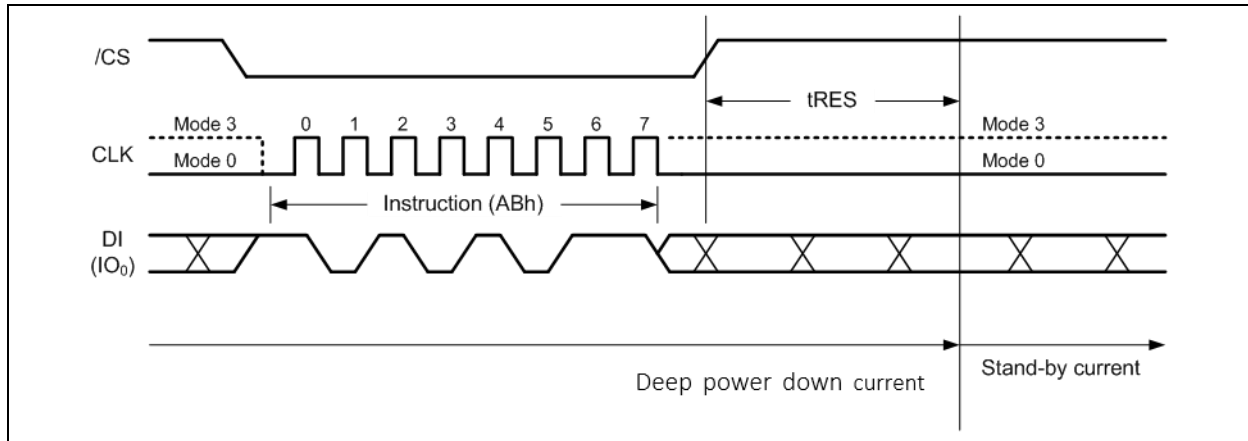 /CS
tRES
Mode 3 0 1 2 3 4 5 6 7 Mode 3
CLK
Mode 0 Mode 0
Instruction (ABh)
DI
(IO₀)
Deep power down current
Stand-by current